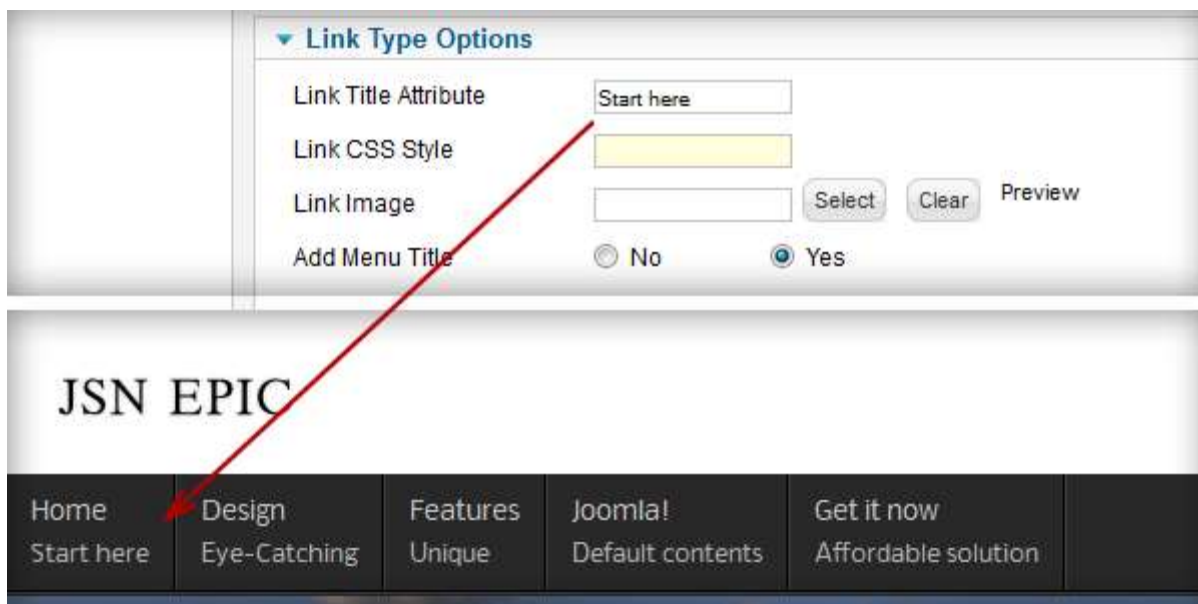 Link Type Options
Link Title Attribute Start here
Link CSS Style
Link Image Select Clear Preview
Add Menu Title No Yes
JSN EPIC
Home Design Features Joomla! Get it now
Start here Eye-Catching Unique Default contents Affordable solution